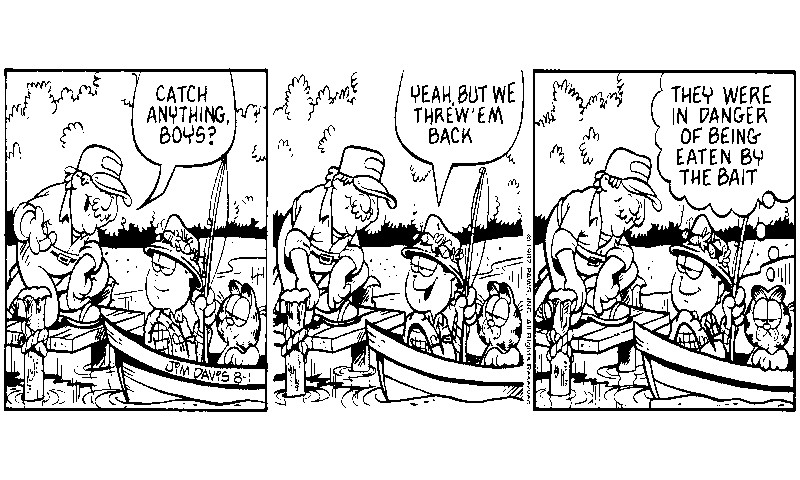 CATCH
ANYTHING,
BOYS?
JIM DAVIS 8-1
YEAH, BUT WE
THREW 'EM
BACK
THEY WERE
IN DANGER
OF BEING
EATEN BY
THE BAIT